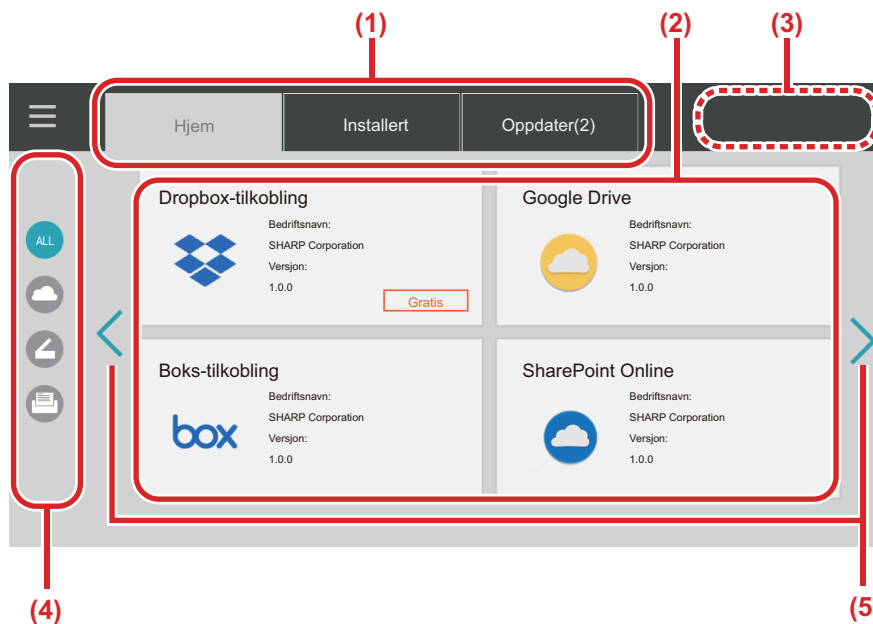 (1)
(2)
(3)
Hjem
Installert
Oppdater(2)
ALL
Dropbox-tilkobling
Bedriftsnavn:
SHARP Corporation
Versjon:
1.0.0
Gratis
Google Drive
Bedriftsnavn:
SHARP Corporation
Versjon:
1.0.0
Boks-tilkobling
box
Bedriftsnavn:
SHARP Corporation
Versjon:
1.0.0
SharePoint Online
Bedriftsnavn:
SHARP Corporation
Versjon:
1.0.0
(4)
(5